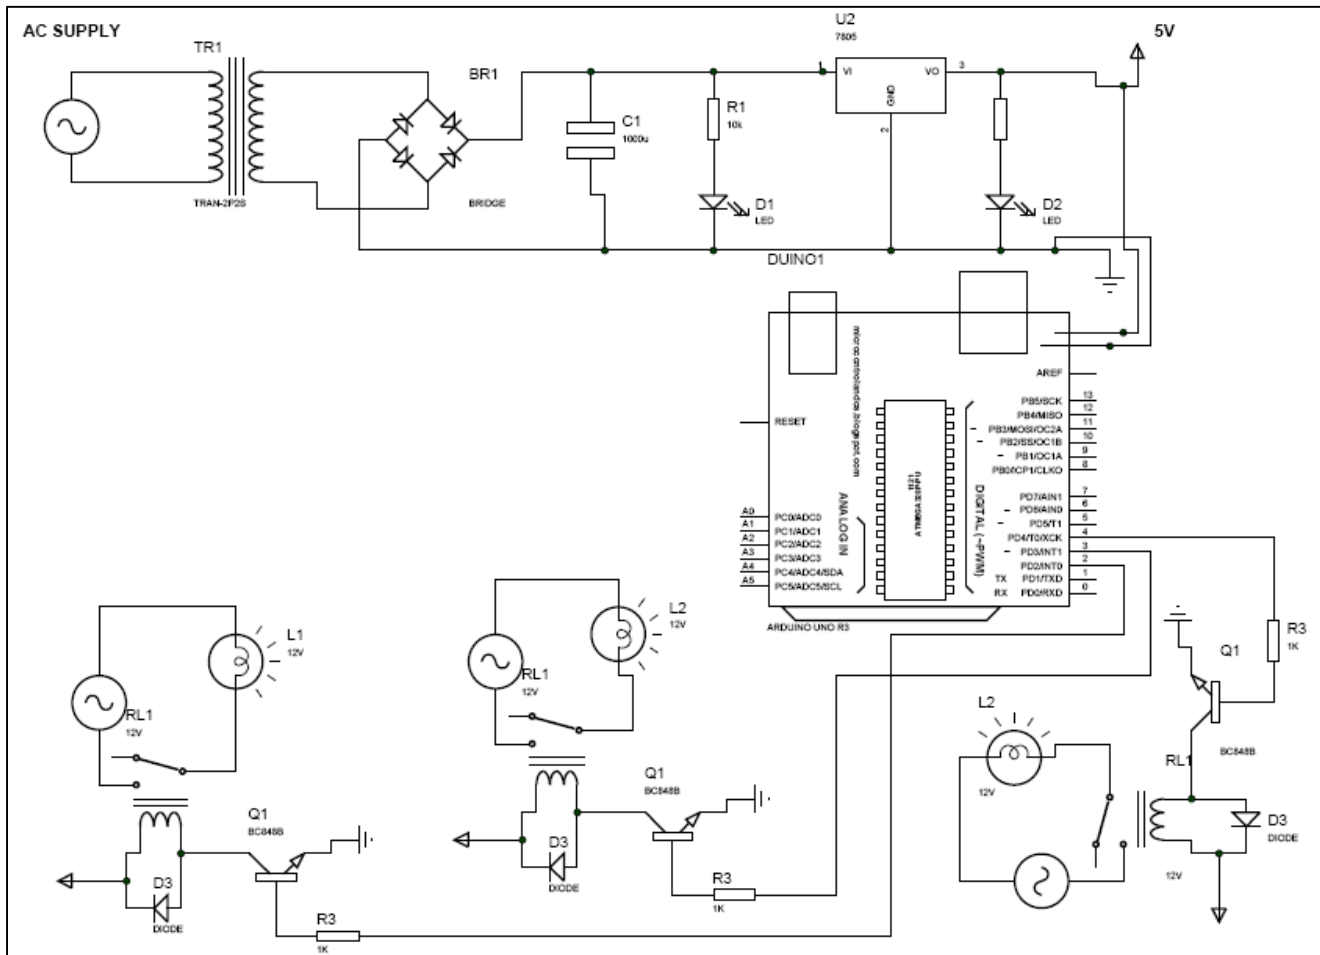 AC SUPPLY
TR1
TRAN-2P2S
BR1
BRIDGE
C1
1000u
R1
10k
D1
LED
U2
7805
1
VI
VO
3
GND
2
D2
LED
5V
DUINO1
microcontrolandos.blogspot.com
RESET
AREF
PB5/SCK
13
PB4/MISO
12
PB3/MOSI/OC2A
11
PB2/SS/OC1B
10
PB1/OC1A
9
PB0/ICP1/CLKO
8
PD7/AIN1
7
PD6/AIN0
6
PD5/T1
5
PD4/T0/XCK
4
PD3/INT1
3
PD2/INT0
2
TX PD1/TXD
1
RX PD0/RXD
0
A0
PC0/ADC0
A1
PC1/ADC1
A2
PC2/ADC2
A3
PC3/ADC3
A4
PC4/ADC4/SDA
A5
PC5/ADC5/SCL
ANALOG IN
1121
DIGITAL (~PWM)
ARDUINO UNO R3
L1
12V
RL1
12V
Q1
BC848B
D3
DIODE
R3
1K
L2
12V
RL1
12V
Q1
BC848B
D3
DIODE
R3
1K
R3
1K
Q1
BC848B
L2
12V
RL1
12V
D3
DIODE